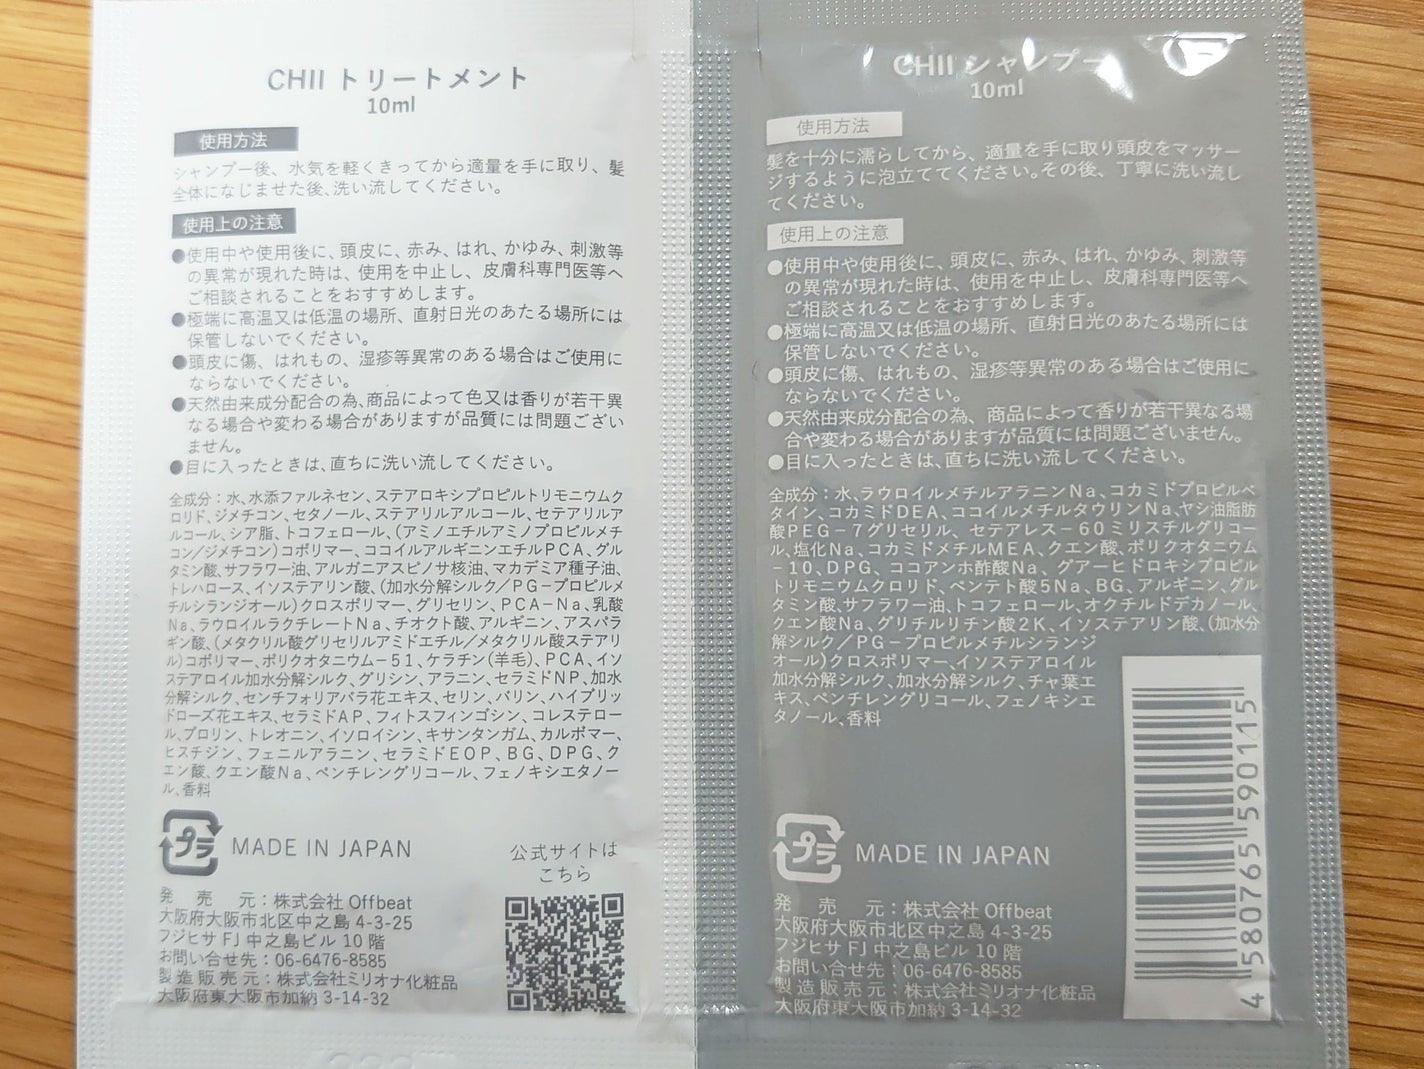 CHII トリートメント
10ml
使用方法
シャンプー後、水気を軽くきってから適量を手に取り、髪
全体になじませた後、洗い流してください。
使用上の注意
●使用中や使用後に、頭皮に、赤み、はれ、かゆみ、刺激等
の異常が現れた時は、使用を中止し、皮膚科専門医等へ
ご相談されることをおすすめします。
●極端に高温又は低温の場所、直射日光のあたる場所には
保管しないでください。
●頭皮に傷、はれもの、湿疹等異常のある場合はご使用に
ならないでください。
●天然由来成分配合の為、商品によって色又は香りが若干異
なる場合や変わる場合がありますが品質には問題ござい
ません。
●目に入ったときは、直ちに洗い流してください。
全成分：水、水添ファルネセン、ステアロキシプロピルトリモニウムク
ロリド、ジメチコン、セタノール、ステアリルアルコール、セテアリルア
ルコール、シア脂、トコフェロール、（アミノエチルアミノプロピルメチ
コン／ジメチコン）コポリマー、ココイルアルギニンエチルPCA、グル
タミン酸、サフラワー油、アルガニアスピノサ核油、マカデミア種子油、
トレハロース、イソステアリン酸、（加水分解シルク／PG－プロピルメ
チルシランジオール）クロスポリマー、グリセリン、PCA－Na、乳酸
Na、ラウロイルラクチレートNa、チオクト酸、アルギニン、アスパラ
ギン酸、（メタクリル酸グリセリルアミドエチル／メタクリル酸ステアリ
ル）コポリマー、ポリクオタニウム－51、ケラチン（羊毛）、PCA、イソ
ステアロイル加水分解シルク、グリシン、アラニン、セラミドNP、加水
分解シルク、センチフォリアバラ花エキス、セリン、バリン、ハイブリッ
ドローズ花エキス、セラミドAP、フィトスフィンゴシン、コレステロー
ル、プロリン、トレオニン、イソロイシン、キサンタンガム、カルボマー、
ヒスチジン、フェニルアラニン、セラミドEOP、BG、DPG、ク
エン酸、クエン酸Na、ペンチレングリコール、フェノキシエタノー
ル、香料
プラ
MADE IN JAPAN
公式サイトは
こちら
発売元：株式会社 Offbeat
大阪府大阪市北区中之島 4-3-25
フジヒサ FJ 中之島ビル 10 階
お問い合せ先：06-6476-8585
製造販売元：株式会社ミリオナ化粧品
大阪府東大阪市加納 3-14-32
CHII シャンプー
10ml
使用方法
髪を十分に濡らしてから、適量を手に取り頭皮をマッサー
ジするように泡立ててください。その後、丁寧に洗い流し
てください。
使用上の注意
●使用中や使用後に、頭皮に、赤み、はれ、かゆみ、刺激等
の異常が現れた時は、使用を中止し、皮膚科専門医等へ
ご相談されることをおすすめします。
●極端に高温又は低温の場所、直射日光のあたる場所には
保管しないでください。
●頭皮に傷、はれもの、湿疹等異常のある場合はご使用に
ならないでください。
●天然由来成分配合の為、商品によって香りが若干異なる場
合や変わる場合がありますが品質には問題ございません。
●目に入ったときは、直ちに洗い流してください。
全成分：水、ラウロイルメチルアラニンNa、コカミドプロピルベ
タイン、コカミドDEA、ココイルメチルタウリンNa、ヤシ油脂肪
酸PEG－7グリセリル、セテアレス－60ミリスチルグリコー
ル、塩化Na、コカミドメチルMEA、クエン酸、ポリクオタニウム
－10、DPG、ココアンホ酢酸Na、グアーヒドロキシプロピル
トリモニウムクロリド、ペンテト酸5Na、BG、アルギニン、グル
タミン酸、サフラワー油、トコフェロール、オクチルドデカノール、
クエン酸Na、グリチルリチン酸2K、イソステアリン酸、（加水分
解シルク／PG－プロピルメチルシランジ
オール）クロスポリマー、イソステアロイル
加水分解シルク、加水分解シルク、チャ葉エ
キス、ペンチレングリコール、フェノキシエ
タノール、香料
プラ
MADE IN JAPAN
発売元：株式会社 Offbeat
大阪府大阪市北区中之島 4-3-25
フジヒサ FJ 中之島ビル 10 階
お問い合せ先：06-6476-8585
製造販売元：株式会社ミリオナ化粧品
大阪府東大阪市加納 3-14-32
4 580765 590115